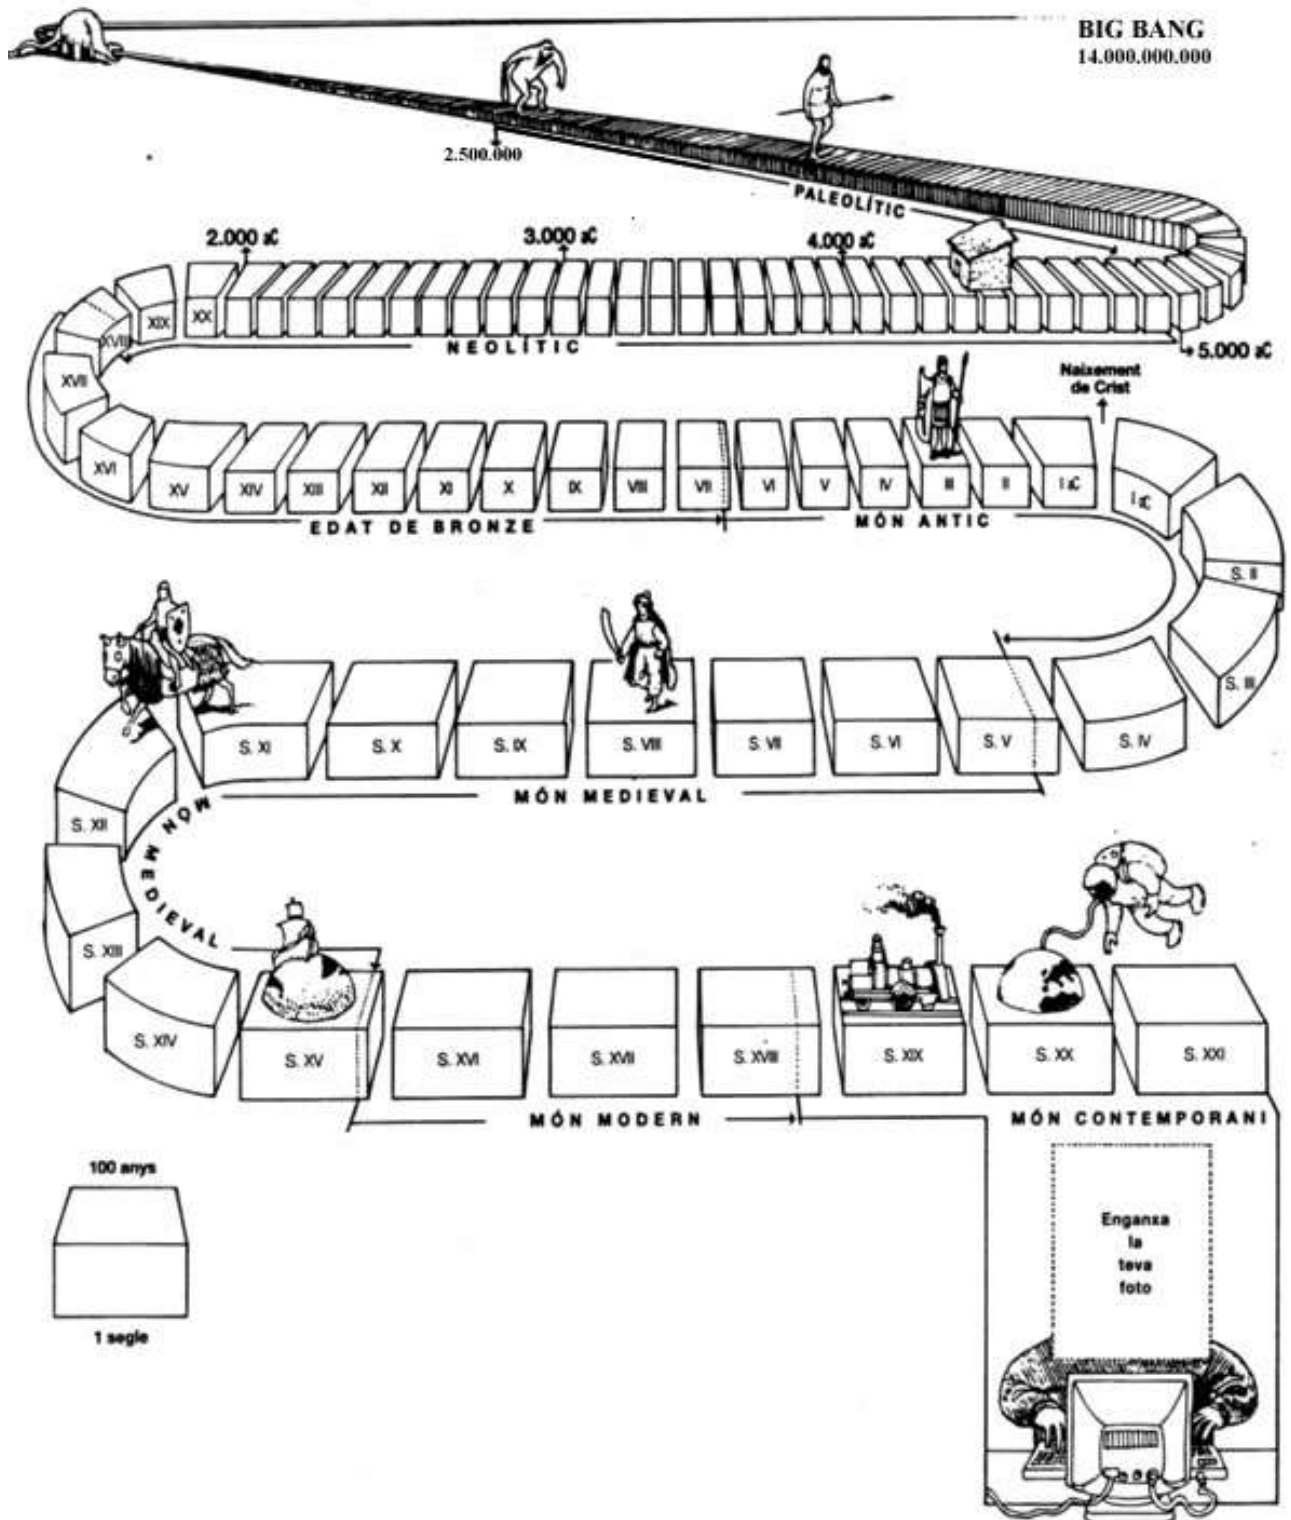 BIG BANG
14.000.000.000
2.500.000
PALEOLÍTIC
2.000 aC
3.000 aC
4.000 aC
XX
XIX
XVIII
XVII
NEOLÍTIC
5.000 aC
Naixement
de Crist
XVI
XV
XIV
XIII
XII
XI
X
IX
VIII
VII
VI
V
IV
III
II
I aC
I dC
EDAT DE BRONZE
MÓN ANTIC
S. II
S. III
S. IV
S. V
S. VI
S. VII
S. VIII
S. IX
S. X
S. XI
MÓN MEDIEVAL
MÓN MEDIEVAL
S. XII
S. XIII
S. XIV
S. XV
S. XVI
S. XVII
S. XVIII
S. XIX
S. XX
S. XXI
MÓN MODERN
MÓN CONTEMPORANI
100 anys
1 segle
Enganxa
la
teva
foto